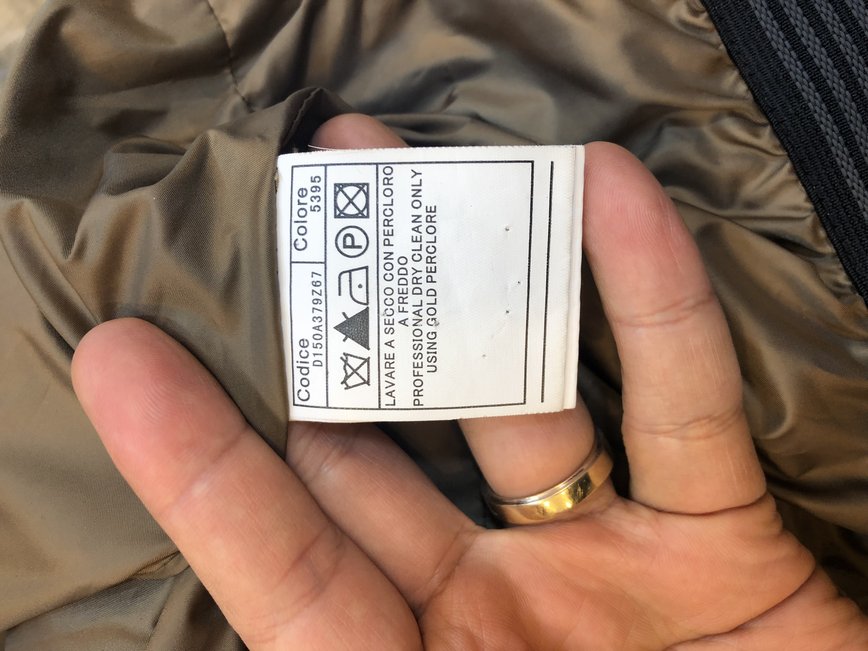 Codice
D150A379Z67
Colore
5395
P
LAVARE A SECCO CON PERCLORO
A FREDDO
PROFESSIONAL DRY CLEAN ONLY
USING GOLD PERCLORE